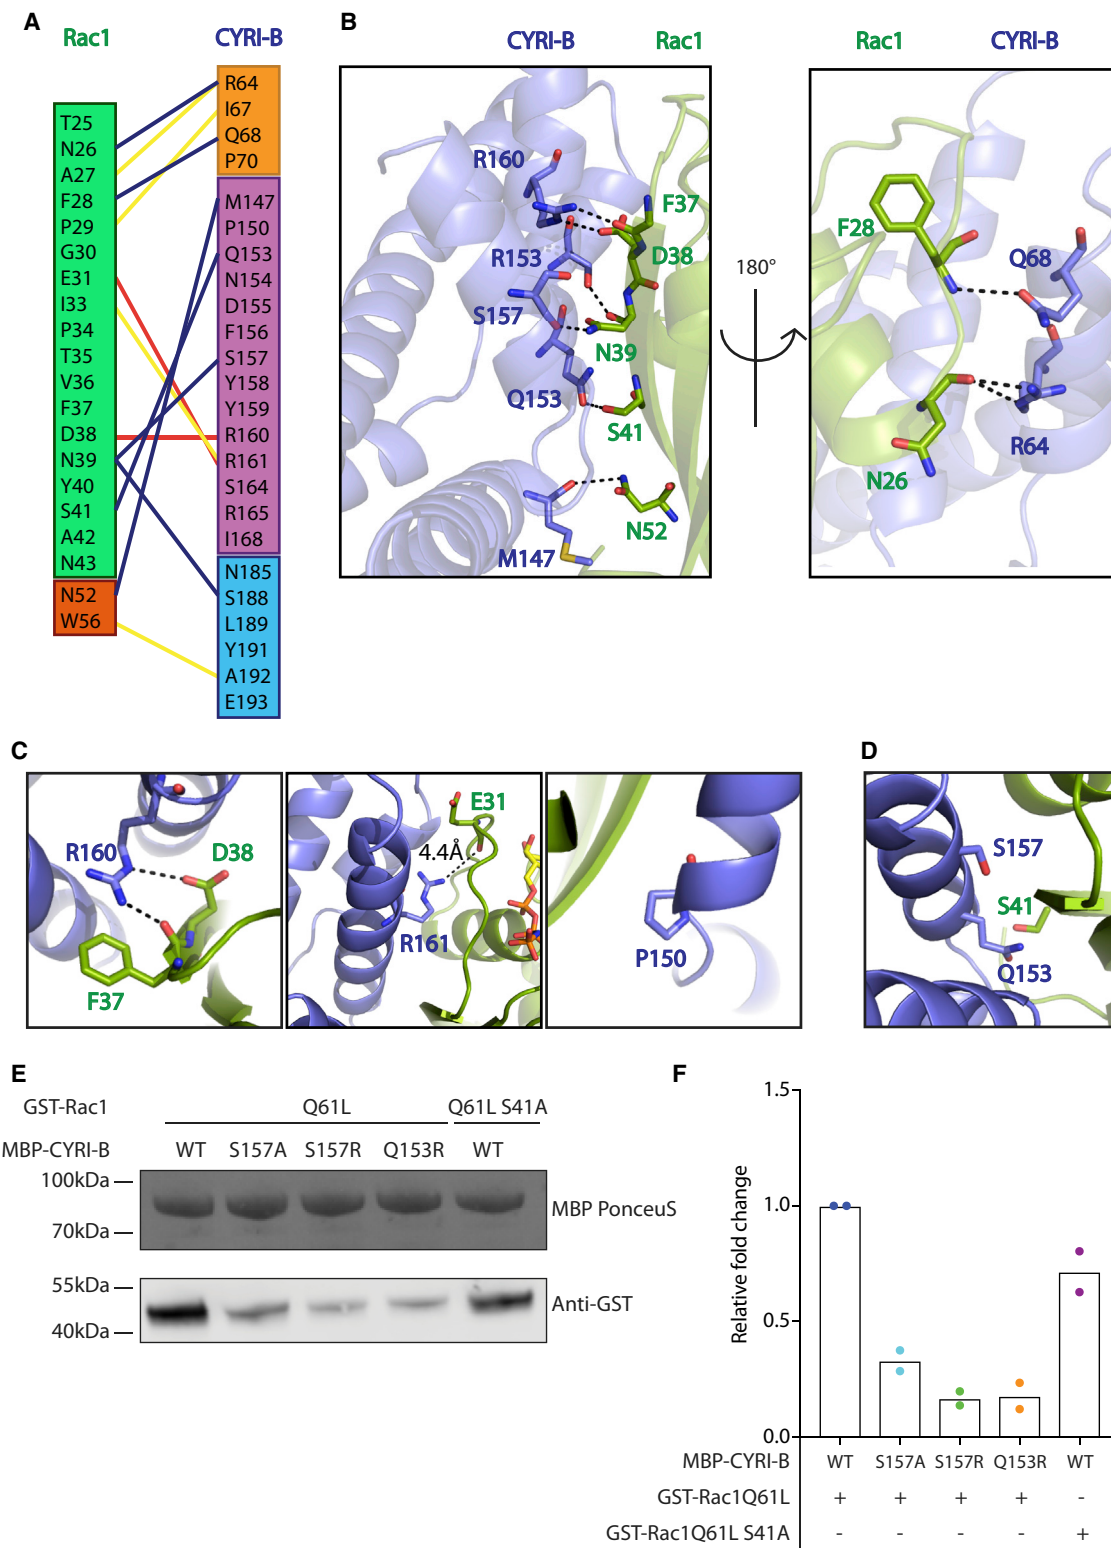 A
Rac1
CYRI-B
T25
N26
A27
F28
P29
G30
E31
I33
P34
T35
V36
F37
D38
N39
Y40
S41
A42
N43
N52
W56
R64
I67
Q68
P70
M147
P150
Q153
N154
D155
F156
S157
Y158
Y159
R160
R161
S164
R165
I168
N185
S188
L189
Y191
A192
E193
B
CYRI-B
Rac1
R160
F37
R153
D38
S157
N39
Q153
S41
N52
M147
180°
Rac1
CYRI-B
F28
Q68
N26
R64
C
R160
D38
F37
E31
4.4Å
R161
P150
D
S157
S41
Q153
E
GST-Rac1
Q61L
Q61L S41A
MBP-CYRI-B
WT
S157A
S157R
Q153R
WT
100kDa
70kDa
MBP PonceuS
55kDa
40kDa
Anti-GST
F
Relative fold change
1.5
1.0
0.5
0.0
MBP-CYRI-B
WT
S157A
S157R
Q153R
WT
GST-Rac1Q61L
+ + + + -
GST-Rac1Q61L S41A
- - - - +